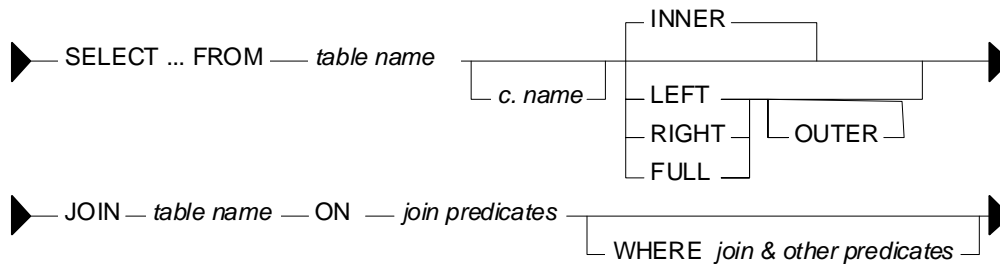 INNER
SELECT ... FROM table name
c. name
LEFT
RIGHT OUTER
FULL
JOIN table name ON join predicates
WHERE join & other predicates